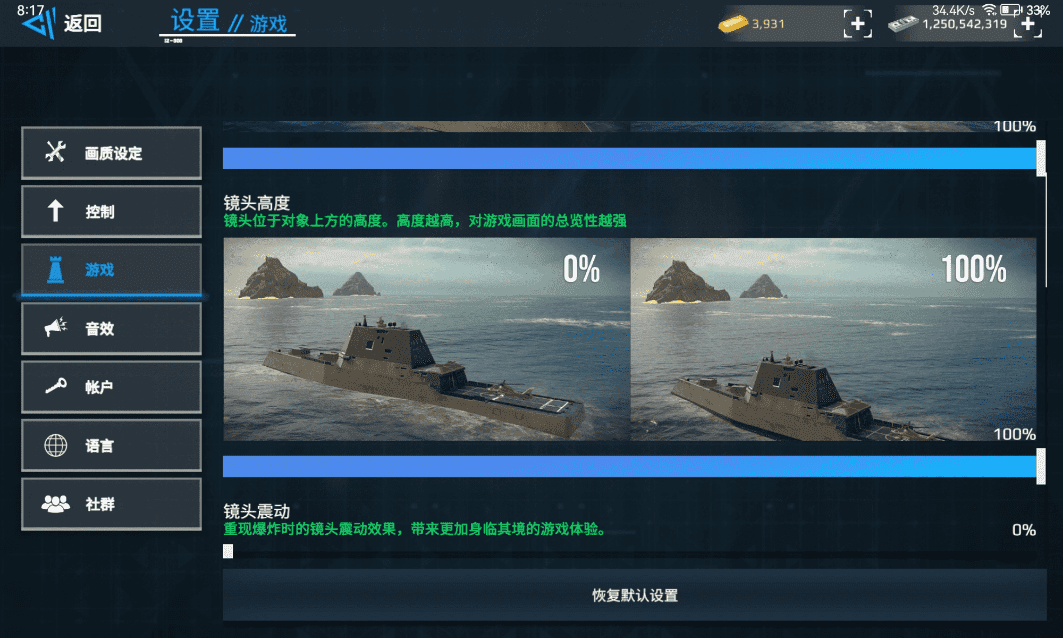 8:17
34.4K/s
33%
返回
设置 // 游戏
3,931
1,250,542,319
画质设定
控制
游戏
音效
帐户
语言
社群
100%
镜头高度
镜头位于对象上方的高度。高度越高，对游戏画面的总览性越强
0%
100%
100%
镜头震动
重现爆炸时的镜头震动效果，带来更加身临其境的游戏体验。
0%
恢复默认设置